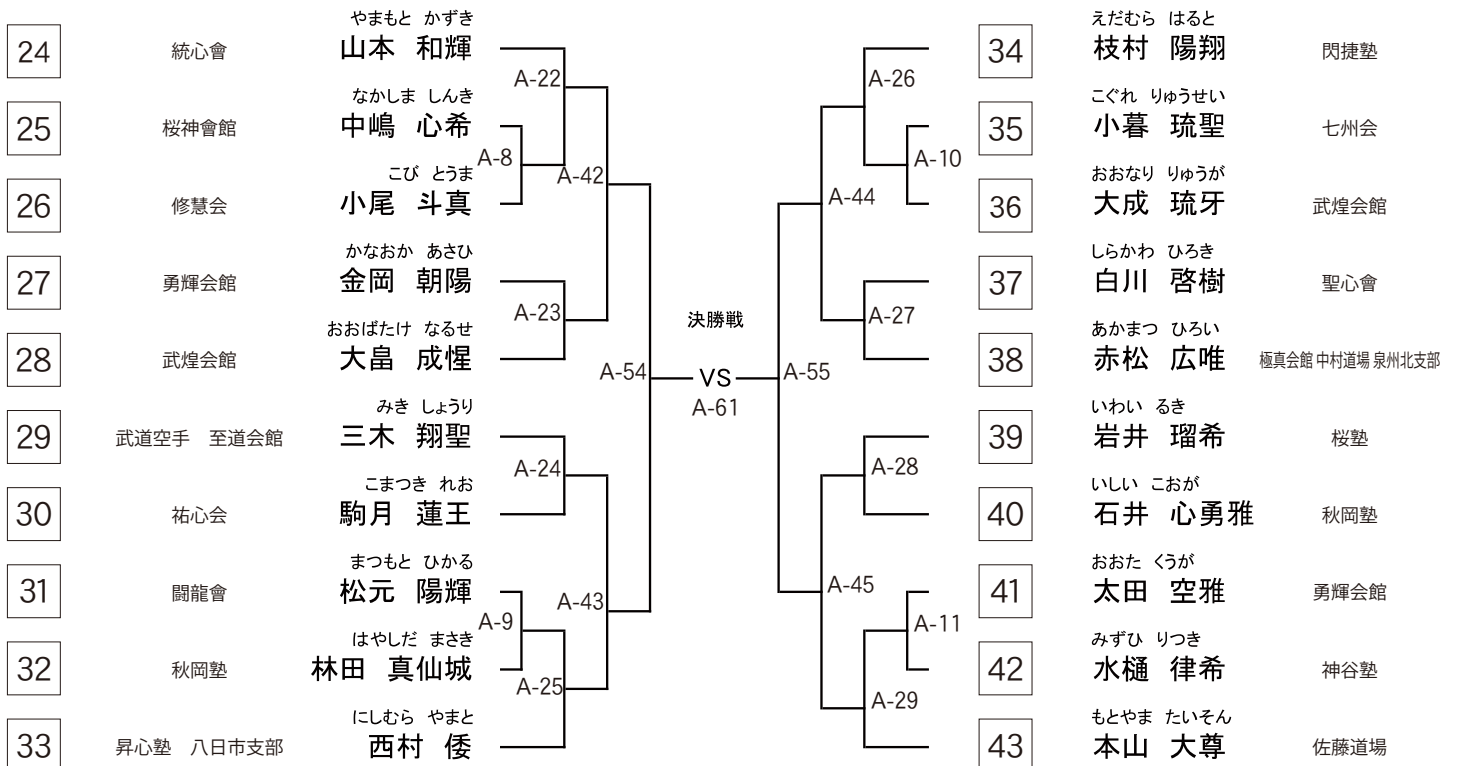 やまもと かずき
24 統心會 山本 和輝
なかしま しんき
25 桜神會館 中嶋 心希
こび とうま
26 修慧会 小尾 斗真
かなおか あさひ
27 勇輝会館 金岡 朝陽
おおばたけ なるせ
28 武煌会館 大畠 成惺
みき しょうり
29 武道空手 至道会館 三木 翔聖
こまつき れお
30 祐心会 駒月 蓮王
まつもと ひかる
31 闘龍會 松元 陽輝
はやしだ まさき
32 秋岡塾 林田 真仙城
にしむら やまと
33 昇心塾 八日市支部 西村 倭
A-22
A-8
A-42
A-23
A-54
A-24
A-43
A-9
A-25
決勝戦
VS
A-61
A-26
A-10
A-44
A-27
A-55
A-28
A-45
A-11
A-29
えだむら はると
34 枝村 陽翔 閃捷塾
こぐれ りゅうせい
35 小暮 琉聖 七州会
おおなり りゅうが
36 大成 琉牙 武煌会館
しらかわ ひろき
37 白川 啓樹 聖心會
あかまつ ひろい
38 赤松 広唯 極真会館 中村道場 泉州北支部
いわい るき
39 岩井 瑠希 桜塾
いしい こおが
40 石井 心勇雅 秋岡塾
おおた くうが
41 太田 空雅 勇輝会館
みずひ りつき
42 水樋 律希 神谷塾
もとやま たいそん
43 本山 大尊 佐藤道場